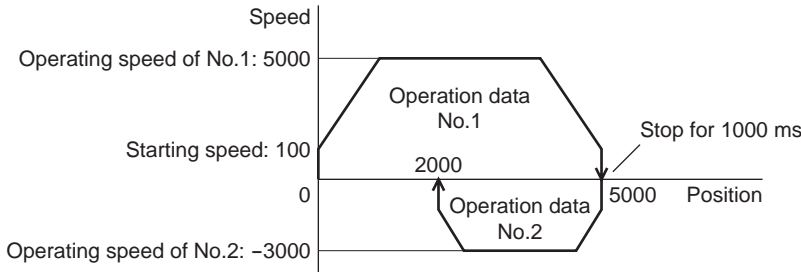 Speed
Operating speed of No.1: 5000
Operation data
No.1
Stop for 1000 ms
Starting speed: 100
2000
0
5000
Position
Operation data
No.2
Operating speed of No.2: −3000